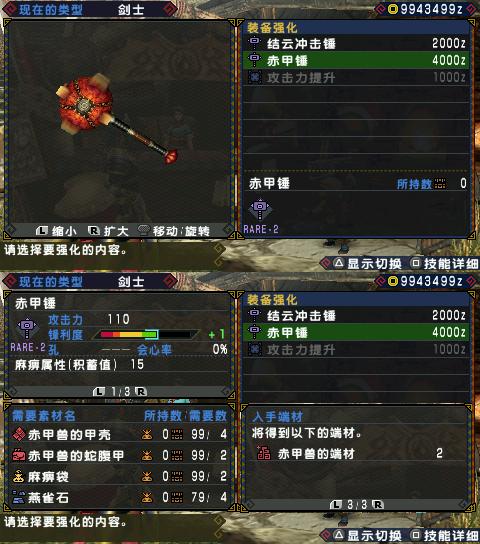 现在的类型 剑士
9943499z
装备强化
结云冲击锤 2000z
赤甲锤 4000z
攻击力提升 1000z
赤甲锤 所持数 0
RARE-2
L 缩小 R 扩大 移动/旋转
请选择要强化的内容。
△显示切换 □技能详细
现在的类型 剑士
9943499z
赤甲锤
攻击力 110
锋利度 +1
RARE-2
孔 --- 会心率 0%
麻痹属性(积蓄值) 15
L 1/3 R
装备强化
结云冲击锤 2000z
赤甲锤 4000z
攻击力提升 1000z
需要素材名 所持数/需要数
赤甲兽的甲壳 0 99/ 4
赤甲兽的蛇腹甲 0 99/ 2
麻痹袋 0 99/ 2
燕雀石 0 79/ 4
入手端材
将得到以下的端材。
赤甲兽的端材 2
L 3/3 R
请选择要强化的内容。
△显示切换 □技能详细